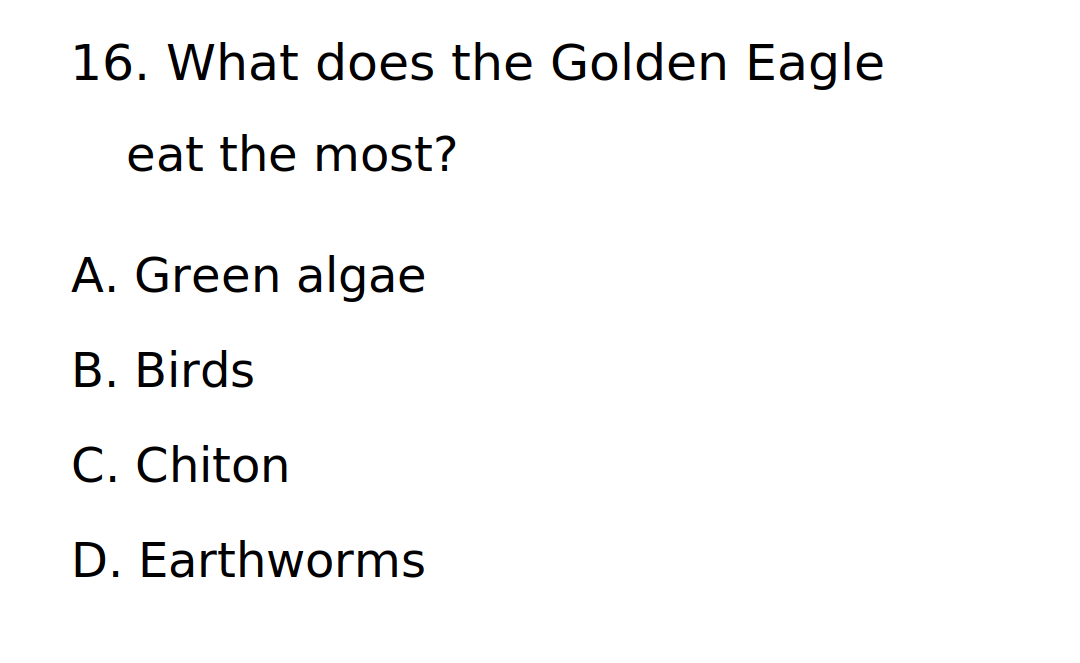 16. What does the Golden Eagle
eat the most?
A. Green algae
B. Birds
C. Chiton
D. Earthworms